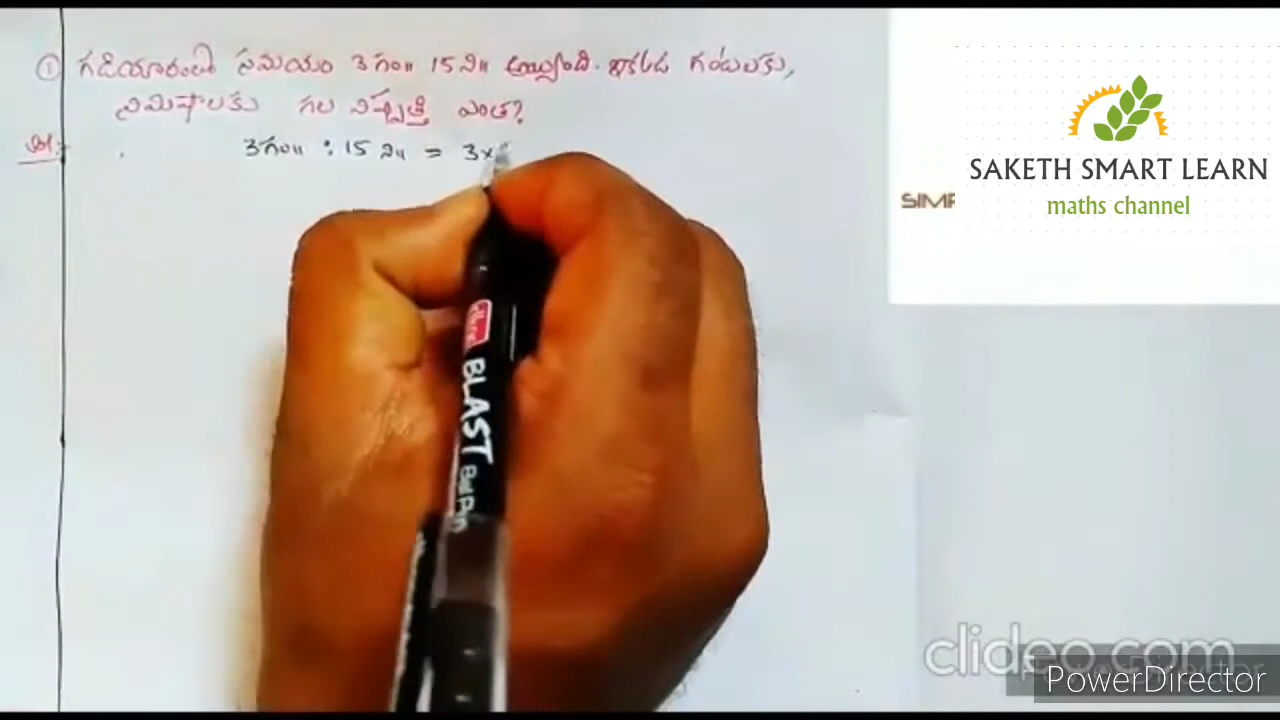 ① గడియారంలో సమయం 3 గం॥ 15 ని॥ అయ్యింది. గంటలకు,
నిమిషాలకు గల నిష్పత్తి ఎంత?
3 గం॥ : 15 ని॥ = 3×
SAKETH SMART LEARN
maths channel
BLAST
clideo.com
PowerDirector